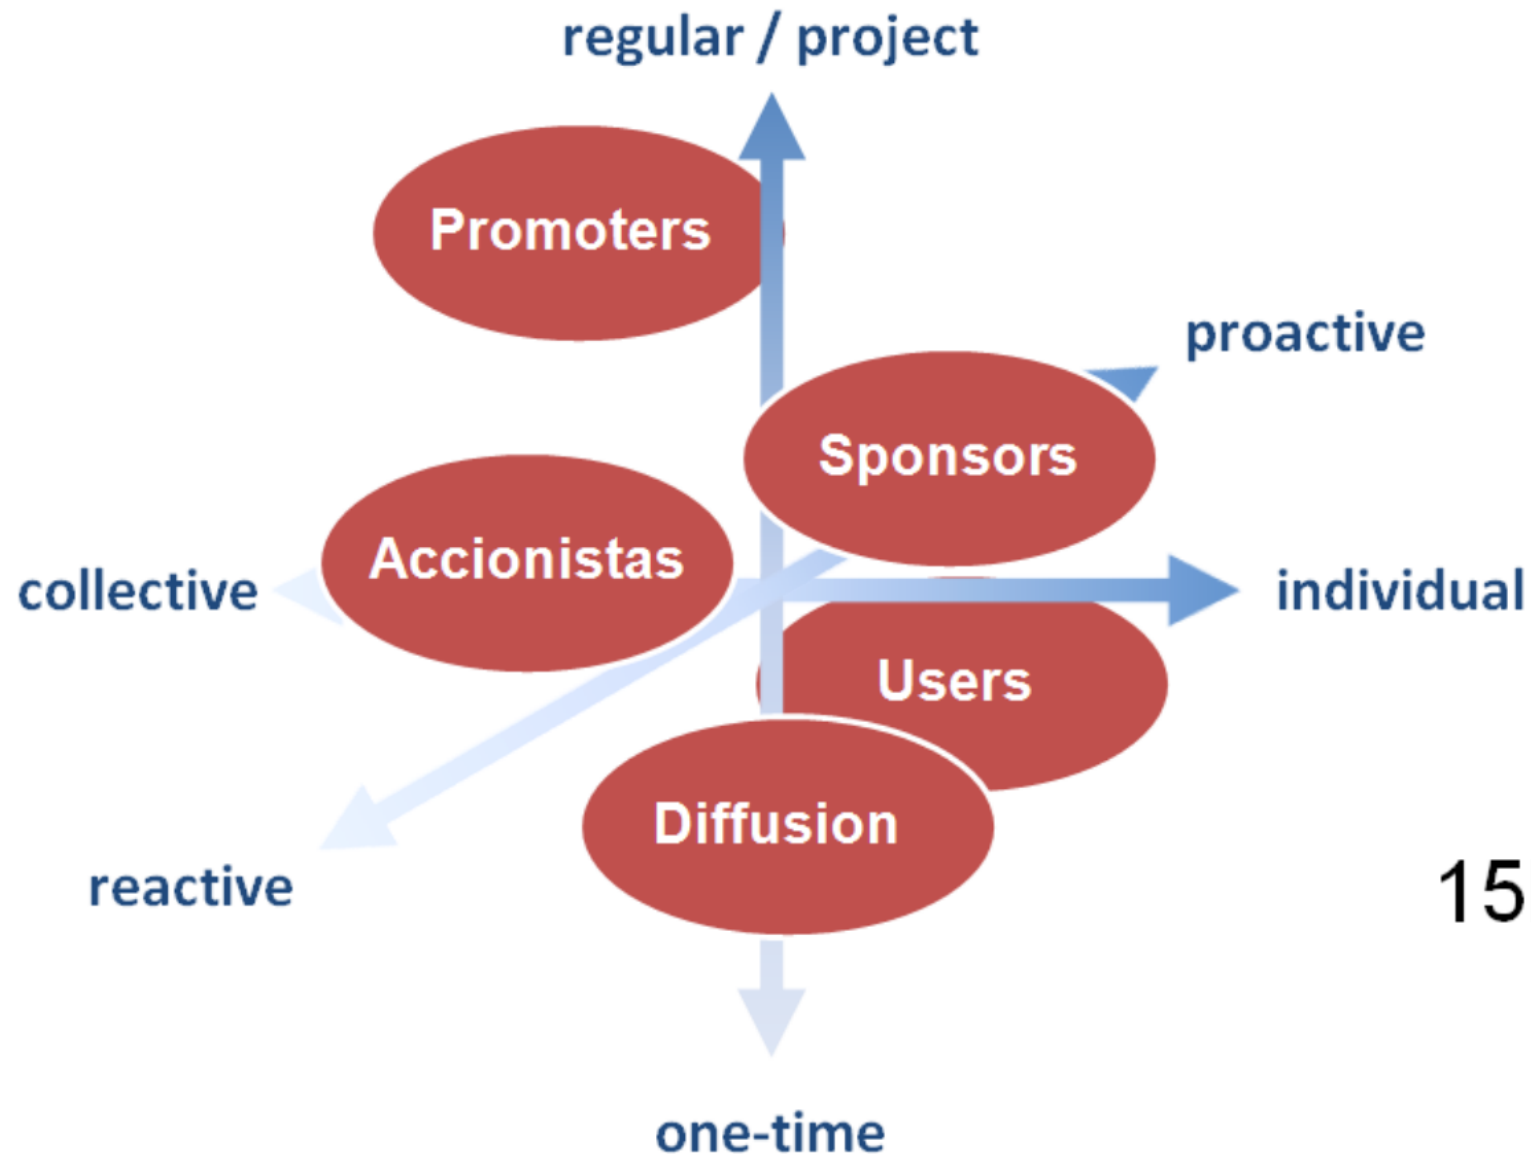 regular / project
Promoters
proactive
Sponsors
Accionistas
collective
individual
Users
Diffusion
reactive
15
one-time